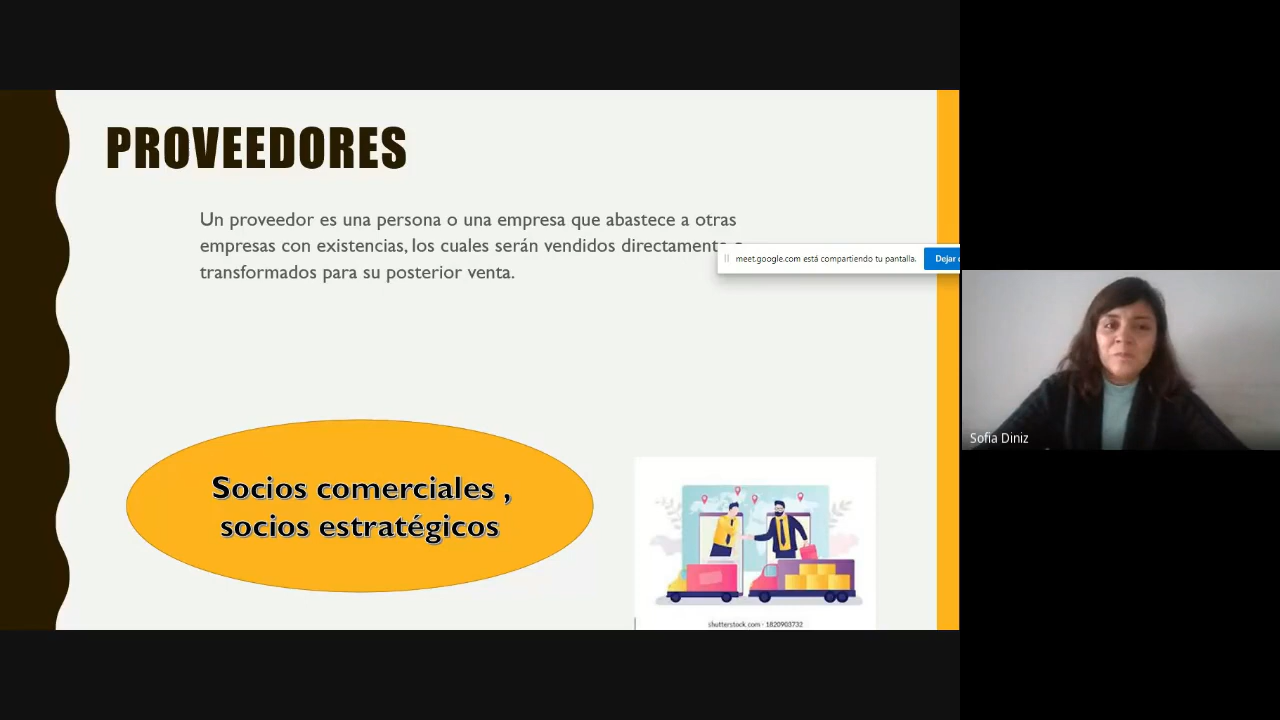 PROVEEDORES
Un proveedor es una persona o una empresa que abastece a otras
empresas con existencias, los cuales serán vendidos directamente o
transformados para su posterior venta.
meet.google.com está compartiendo tu pantalla.
Dejar
Socios comerciales ,
socios estratégicos
shutterstock.com · 1820903732
Sofia Diniz